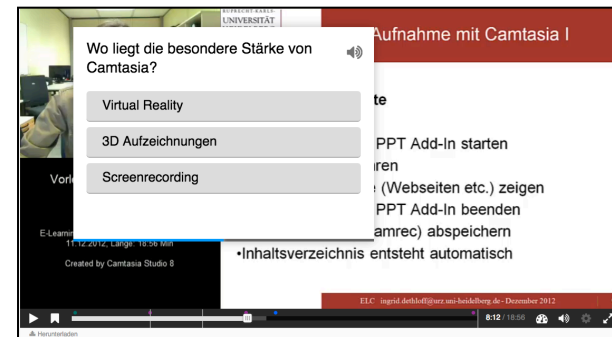 RUPRECHT-KARLS-
UNIVERSITÄT
Aufnahme mit Camtasia I
Wo liegt die besondere Stärke von
Camtasia?
Virtual Reality
3D Aufzeichnungen
Screenrecording
te
PPT Add-In starten
ren
(Webseiten etc.) zeigen
PPT Add-In beenden
amrec) abspeichern
•Inhaltsverzeichnis entsteht automatisch
Vorle
E-Learnin
11.12.2012, Länge: 18:56 Min
Created by Camtasia Studio 8
ELC ingrid.dethloff@urz.uni-heidelberg.de - Dezember 2012
8:12 / 18:56
Herunterladen